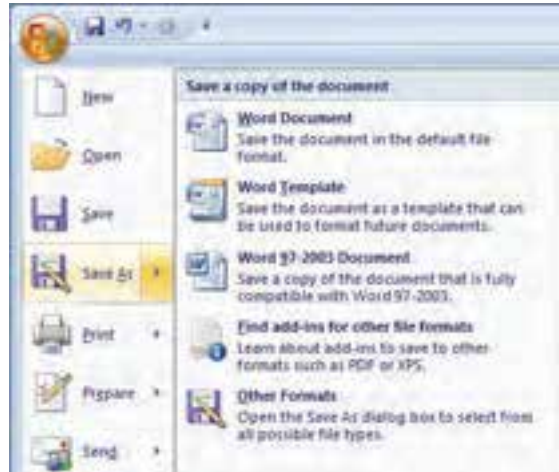 New
Open
Save
Save As
Print
Prepare
Send
Save a copy of the document
Word Document
Save the document in the default file
format.
Word Template
Save the document as a template that can
be used to format future documents.
Word 97-2003 Document
Save a copy of the document that is fully
compatible with Word 97-2003.
Find add-ins for other file formats
Learn about add-ins to save to other
formats such as PDF or XPS.
Other Formats
Open the Save As dialog box to select from
all possible file types.